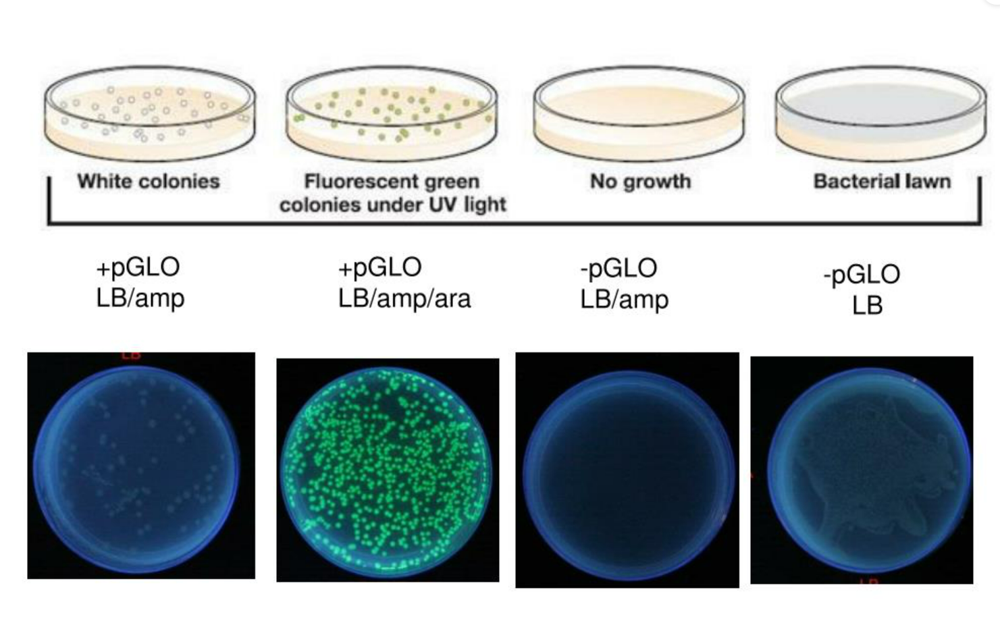 White colonies
Fluorescent green
colonies under UV light
No growth
Bacterial lawn
+pGLO
LB/amp
+pGLO
LB/amp/ara
-pGLO
LB/amp
-pGLO
LB
LB
LB